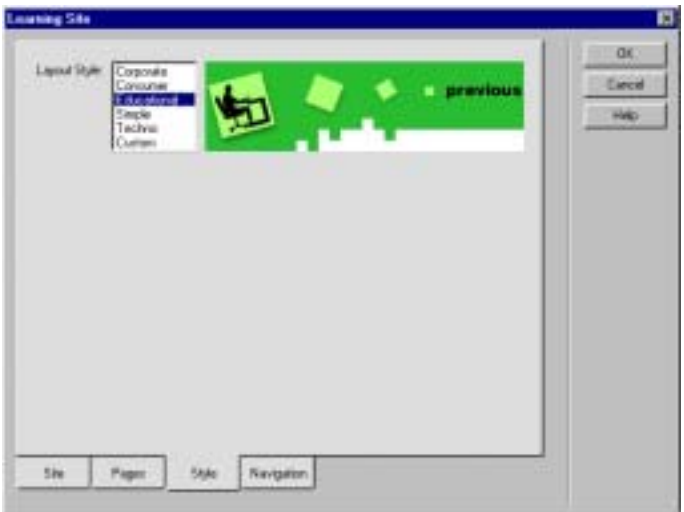 Learning Site
Layout Style:
Corporate
Consumer
Educational
Simple
Techno
Custom
previous
OK
Cancel
Help
Site
Pages
Style
Navigation